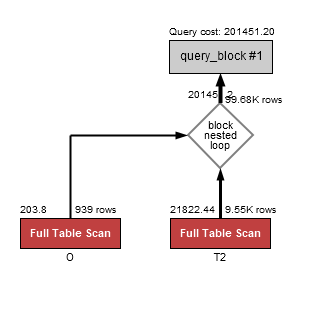 Query cost: 201451.20
query_block #1
99.68K rows
block
nested
loop
203.8 939 rows
21822.44 9.55K rows
Full Table Scan
Full Table Scan
O
T2